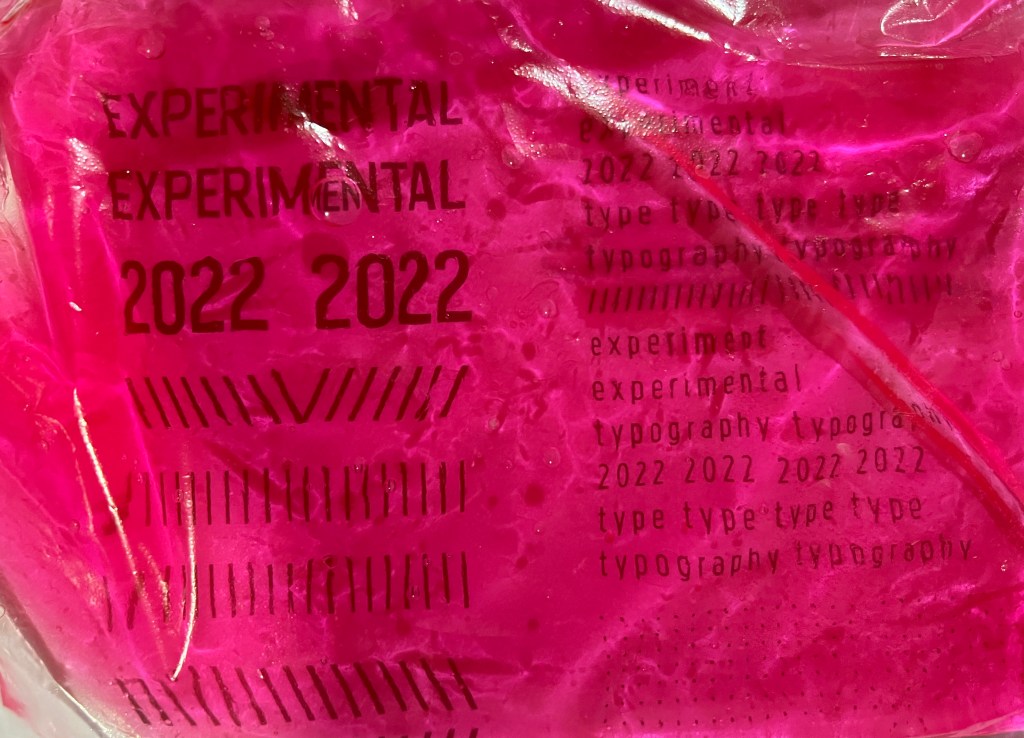 EXPERIMENTAL
EXPERIMENTAL
2022 2022
experiment
experimental
2022 2022 2022
type type type type
typography typography
experiment
experimental
typography typography
2022 2022 2022 2022
type type type type
typography typography